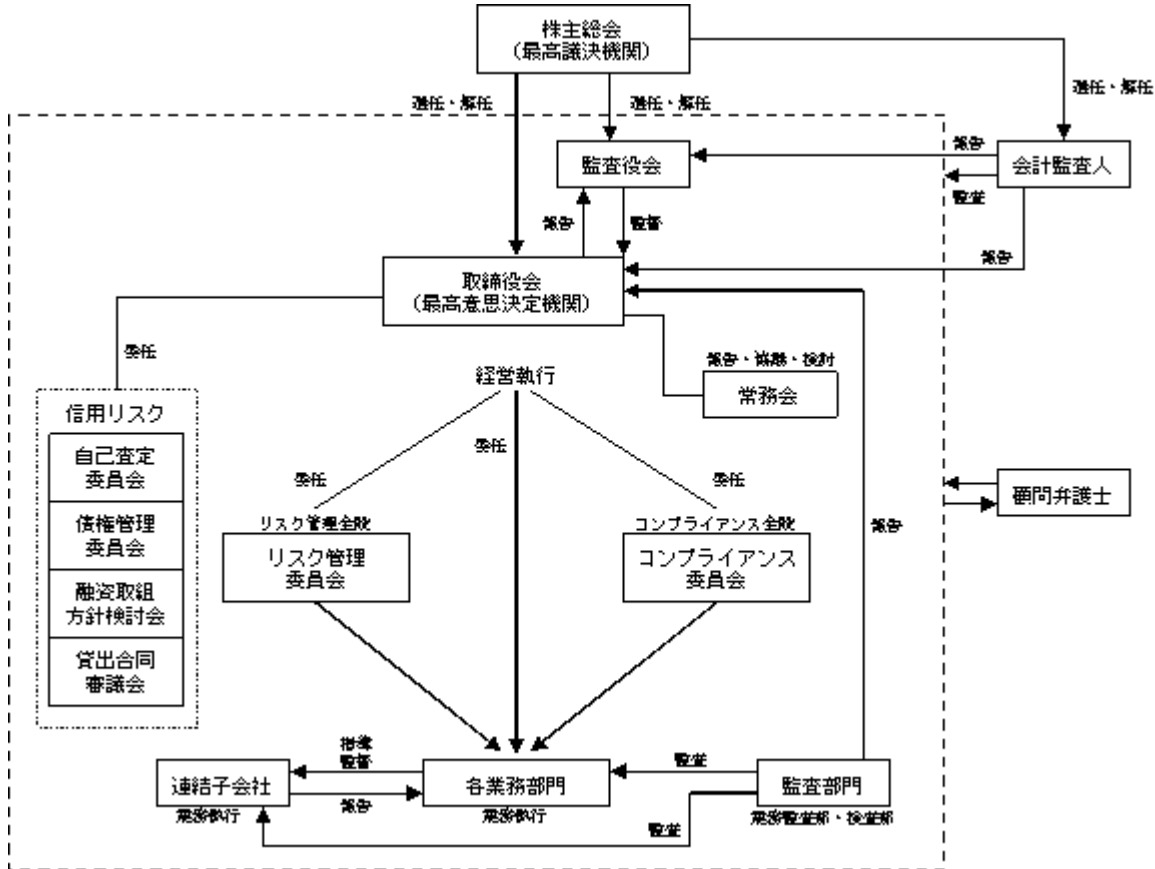 株主総会
（最高議決機関）
選任・解任
選任・解任
選任・解任
監査役会
報告
会計監査人
監査
報告
監督
報告
取締役会
（最高意思決定機関）
委任
報告・協議・検討
経営執行
常務会
信用リスク
自己査定
委員会
委任
債権管理
委員会
委任
委任
顧問弁護士
リスク管理全般
コンプライアンス全般
報告
リスク管理
委員会
コンプライアンス
委員会
融資取組
方針検討会
貸出合同
審議会
指導
監督
監査
連結子会社
各業務部門
監査部門
報告
業務執行
業務執行
業務監査部・検査部
監査